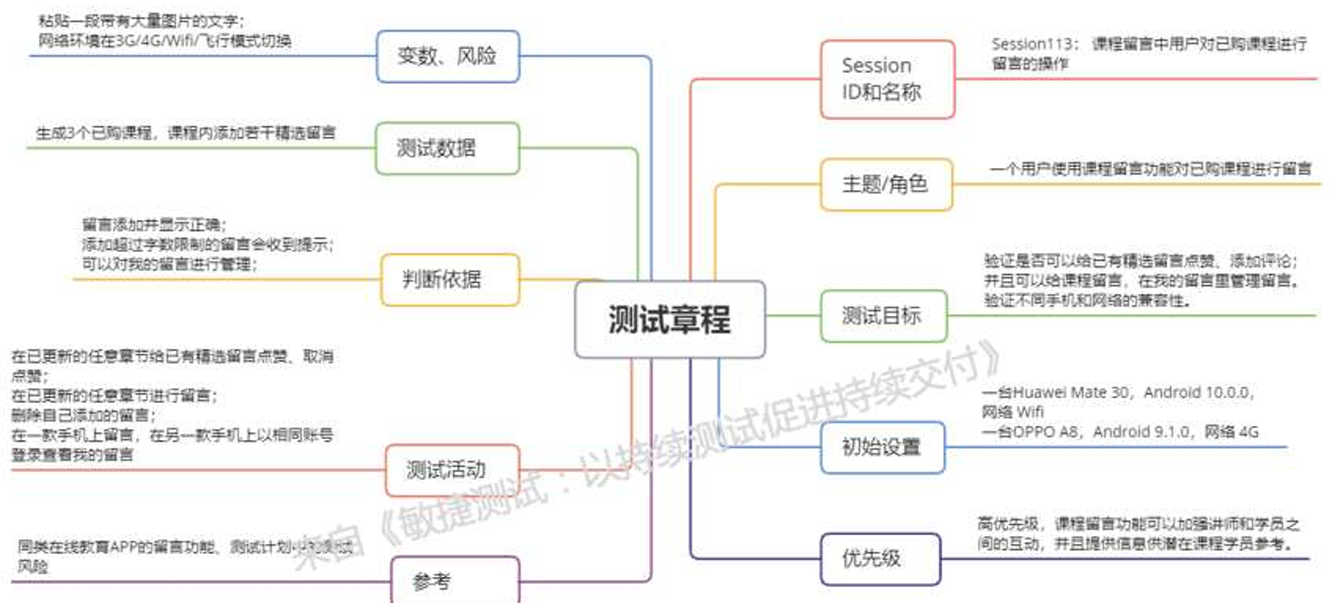 测试章程
Session
ID和名称
Session113： 课程留言中用户对已购课程进行
留言的操作
主题/角色
一个用户使用课程留言功能对已购课程进行留言
测试目标
验证是否可以给已有精选留言点赞、添加评论；
并且可以给课程留言，在我的留言里管理留言。
验证不同手机和网络的兼容性。
初始设置
一台Huawei Mate 30，Android 10.0.0，
网络 Wifi
一台OPPO A8，Android 9.1.0，网络 4G
优先级
高优先级，课程留言功能可以加强讲师和学员之
间的互动，并且提供信息供潜在课程学员参考。
变数、风险
粘贴一段带有大量图片的文字；
网络环境在3G/4G/Wifi/飞行模式切换
测试数据
生成3个已购课程，课程内添加若干精选留言
判断依据
留言添加并显示正确；
添加超过字数限制的留言会收到提示；
可以对我的留言进行管理；
测试活动
在已更新的任意章节给已有精选留言点赞、取消
点赞；
在已更新的任意章节进行留言；
删除自己添加的留言；
在一款手机上留言，在另一款手机上以相同账号
登录查看我的留言
参考
同类在线教育APP的留言功能、测试计划
风险
来自《敏捷测试：以持续测试促进持续交付》